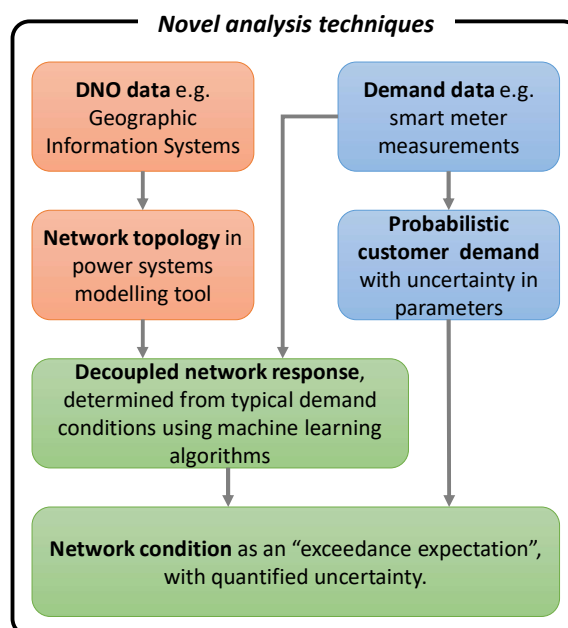 Novel analysis techniques
DNO data e.g.
Geographic
Information Systems
Demand data e.g.
smart meter
measurements
Network topology in
power systems
modelling tool
Probabilistic
customer demand
with uncertainty in
parameters
Decoupled network response,
determined from typical demand
conditions using machine learning
algorithms
Network condition as an “exceedance expectation”,
with quantified uncertainty.